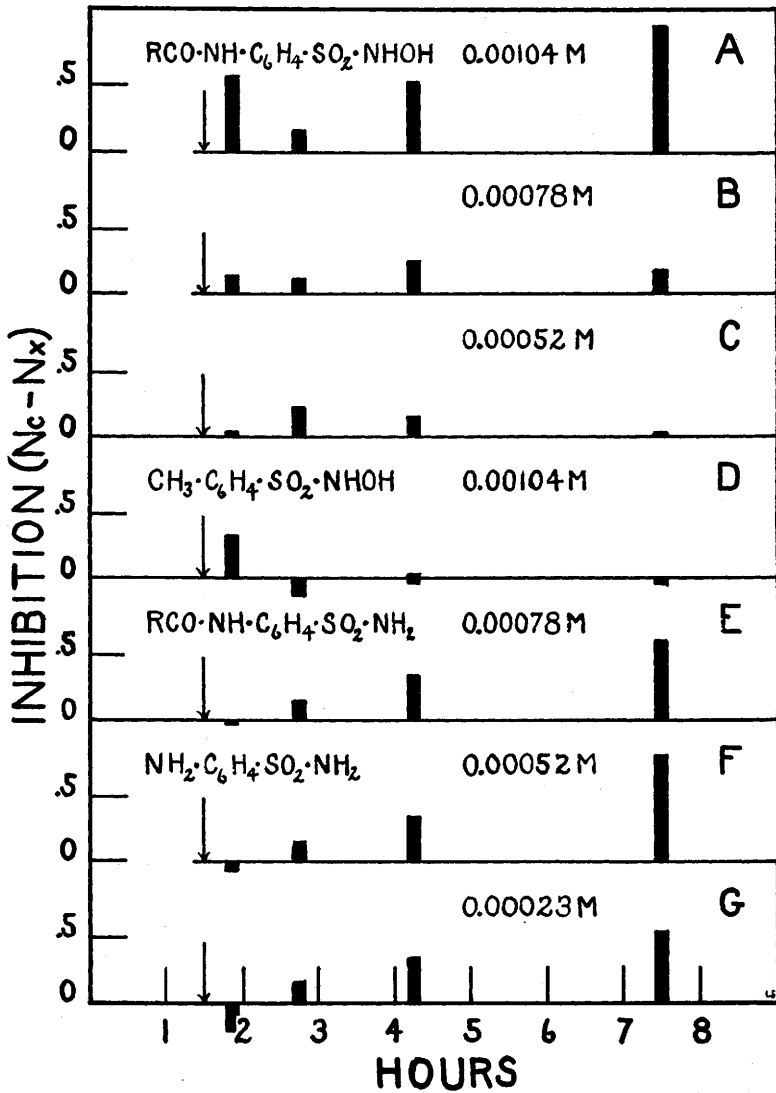 RCO·NH·C₆H₄·SO₂·NHOH 0.00104 M A
.5
0
0.00078 M B
.5
0
0.00052 M C
.5
0
CH₃·C₆H₄·SO₂·NHOH 0.00104 M D
.5
0
RCO·NH·C₆H₄·SO₂·NH₂ 0.00078 M E
.5
0
NH₂·C₆H₄·SO₂·NH₂ 0.00052 M F
.5
0
0.00023 M G
.5
0
INHIBITION (Nc–Nx)
1 2 3 4 5 6 7 8
HOURS